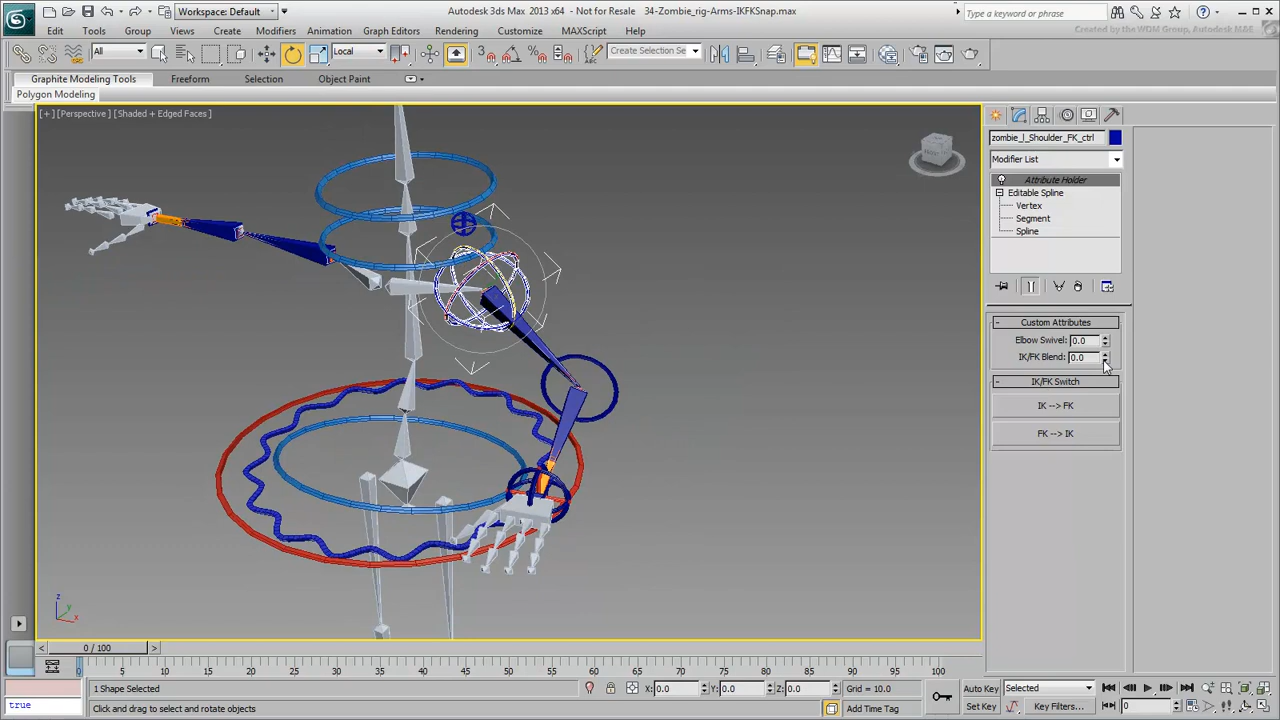 Workspace: Default
Autodesk 3ds Max 2013 x64 - Not for Resale 34-Zombie_rig-Arms-IKFKSnap.max
Type a keyword or phrase
Created by the WDM Group, Autodesk M&E
Edit Tools Group Views Create Modifiers Animation Graph Editors Rendering Customize MAXScript Help
All Local Create Selection Se
Graphite Modeling Tools Freeform Selection Object Paint
Polygon Modeling
[+] [Perspective] [Shaded + Edged Faces]
zombie_l_Shoulder_FK_ctrl
Modifier List
Attribute Holder
Editable Spline
Vertex
Segment
Spline
Custom Attributes
Elbow Swivel: 0.0
IK/FK Blend: 0.0
IK/FK Switch
IK --> FK
FK --> IK
z
y
x
0 / 100
0 5 10 15 20 25 30 35 40 45 50 55 60 65 70 75 80 85 90 95 100
1 Shape Selected X: 0.0 Y: 0.0 Z: 0.0 Grid = 10.0 Auto Key Selected
true Click and drag to select and rotate objects Add Time Tag Set Key Key Filters... 0